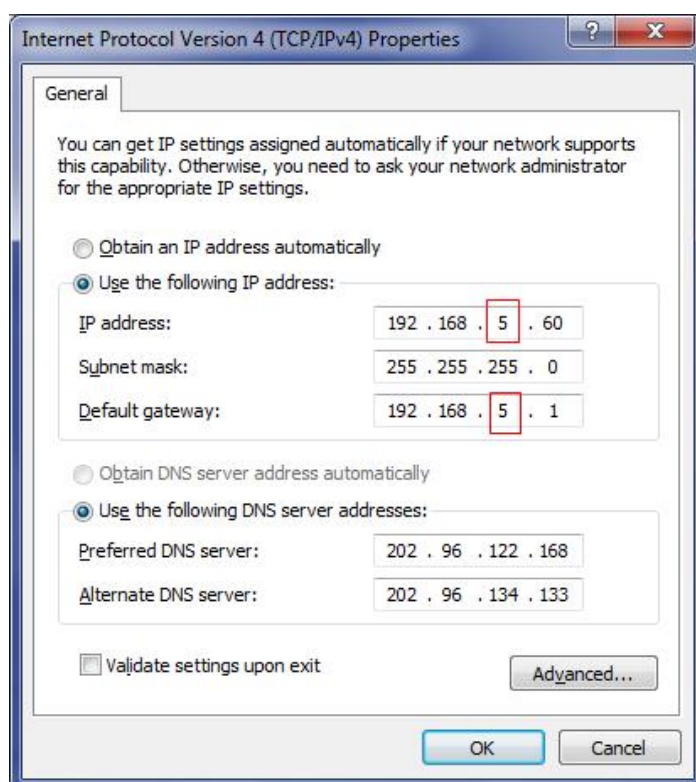 Internet Protocol Version 4 (TCP/IPv4) Properties
?
X
General
You can get IP settings assigned automatically if your network supports
this capability. Otherwise, you need to ask your network administrator
for the appropriate IP settings.
Obtain an IP address automatically
Use the following IP address:
IP address: 192 . 168 . 5 . 60
Subnet mask: 255 . 255 . 255 . 0
Default gateway: 192 . 168 . 5 . 1
Obtain DNS server address automatically
Use the following DNS server addresses:
Preferred DNS server: 202 . 96 . 122 . 168
Alternate DNS server: 202 . 96 . 134 . 133
Validate settings upon exit
Advanced...
OK Cancel